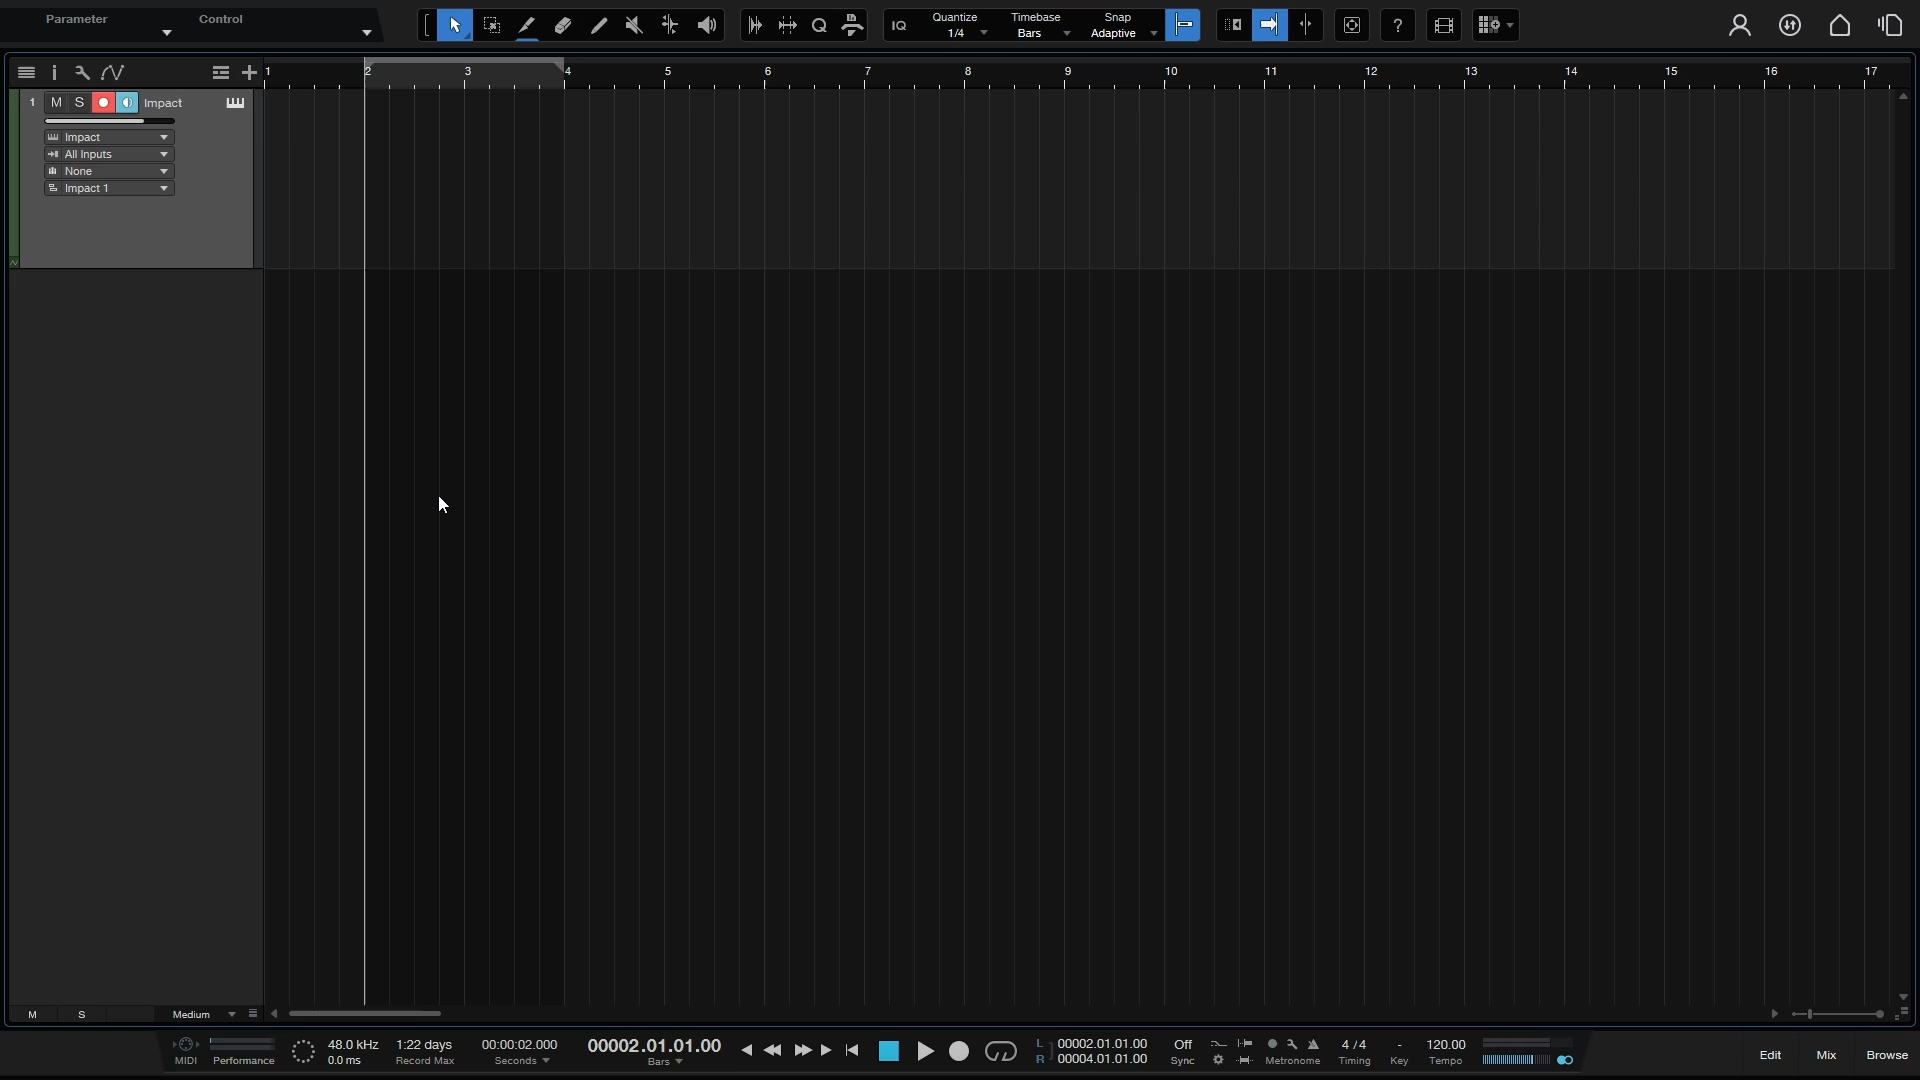 Parameter Control
Quantize Timebase Snap
IQ 1/4 Bars Adaptive ?
1 2 3 4 5 6 7 8 9 10 11 12 13 14 15 16 17
1 M S Impact
Impact
All Inputs
None
Impact 1
M S Medium
48.0 kHz 1:22 days 00:00:02.000 00002.01.01.00 L 00002.01.01.00 Off 4 / 4 - 120.00
MIDI Performance 0.0 ms Record Max Seconds Bars R 00004.01.01.00 Sync Metronome Timing Key Tempo
Edit Mix Browse